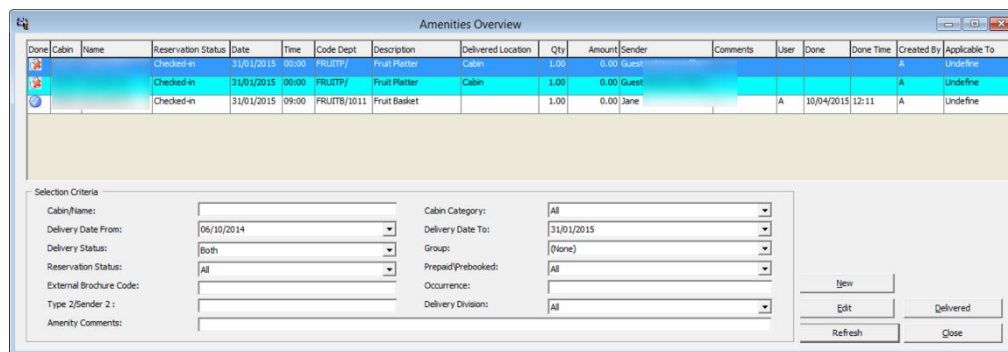 Amenities Overview
Done Cabin Name Reservation Status Date Time Code Dept Description Delivered Location Qty Amount Sender Comments User Done Done Time Created By Applicable To
Checked-in 31/01/2015 00:00 FRUITP/ Fruit Platter Cabin 1.00 0.00 Guest A Undefine
Checked-in 31/01/2015 00:00 FRUITP/ Fruit Platter Cabin 1.00 0.00 Guest A Undefine
Checked-in 31/01/2015 09:00 FRUITB/1011 Fruit Basket 1.00 0.00 Jane A 10/04/2015 12:11 A Undefine
Selection Criteria
Cabin/Name: Cabin Category: All
Delivery Date From: 06/10/2014 Delivery Date To: 31/01/2015
Delivery Status: Both Group: (None)
Reservation Status: All Prepaid\Prebooked: All
External Brochure Code: Occurrence: New
Type 2/Sender 2 : Delivery Division: All Edit Delivered
Amenity Comments: Refresh Close